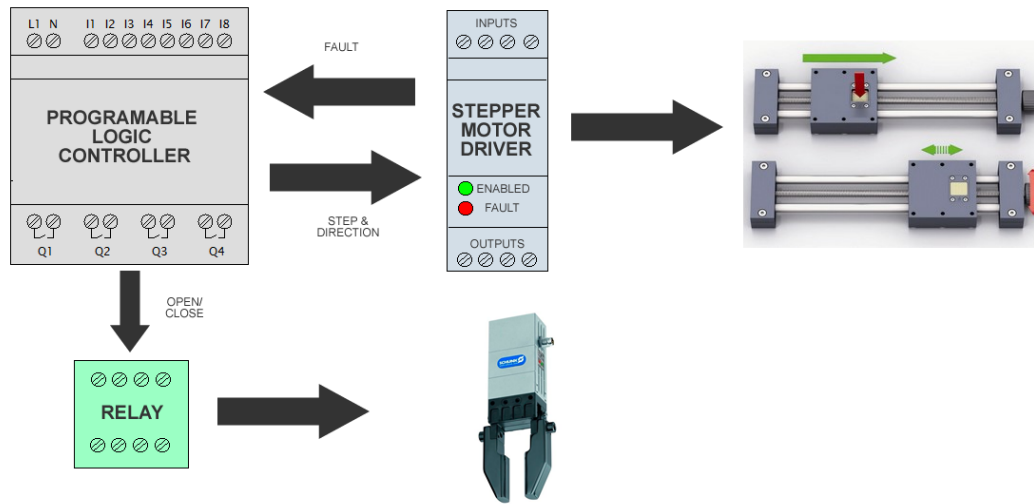 L1 N I1 I2 I3 I4 I5 I6 I7 I8
PROGRAMABLE
LOGIC
CONTROLLER
Q1 Q2 Q3 Q4
FAULT
STEP &
DIRECTION
INPUTS
STEPPER
MOTOR
DRIVER
ENABLED
FAULT
OUTPUTS
OPEN/
CLOSE
RELAY
SCHUNK